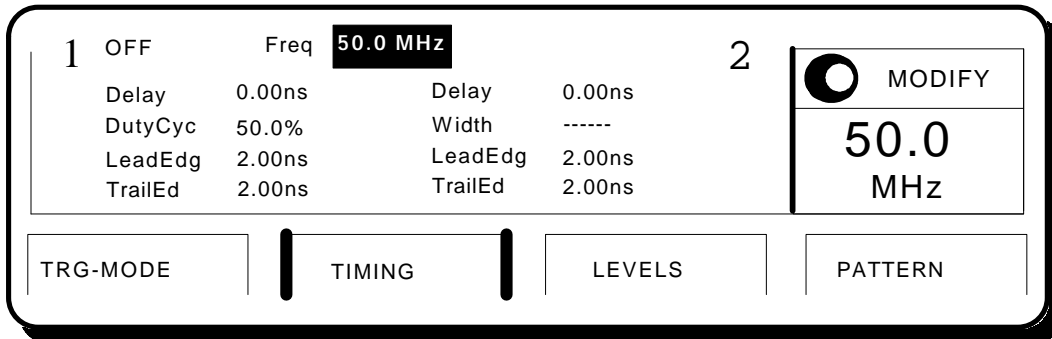 1 OFF Freq 50.0 MHz 2
MODIFY
Delay 0.00ns Delay 0.00ns
DutyCyc 50.0% Width ------
50.0
LeadEdg 2.00ns LeadEdg 2.00ns
TrailEd 2.00ns TrailEd 2.00ns
MHz
TRG-MODE TIMING LEVELS PATTERN